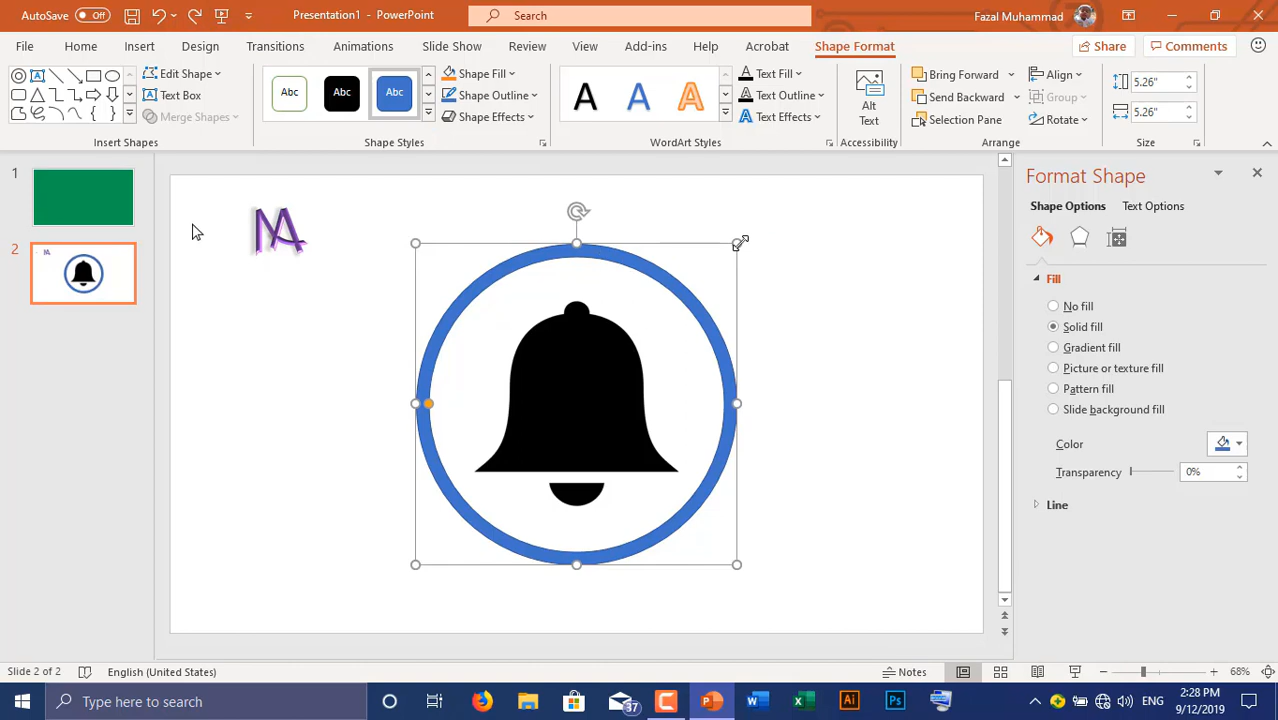 AutoSave Off Presentation1 - PowerPoint Search Fazal Muhammad
File Home Insert Design Transitions Animations Slide Show Review View Add-ins Help Acrobat Shape Format Share Comments
Edit Shape
Text Box
Merge Shapes
Insert Shapes
Abc Abc Abc
Shape Fill
Shape Outline
Shape Effects
Shape Styles
A A A
Text Fill
Text Outline
Text Effects
WordArt Styles
Alt
Text
Accessibility
Bring Forward
Send Backward
Selection Pane
Align
Group
Rotate
Arrange
5.26"
5.26"
Size
1
2
MA
Format Shape
Shape Options Text Options
Fill
No fill
Solid fill
Gradient fill
Picture or texture fill
Pattern fill
Slide background fill
Color
Transparency 0%
Line
Slide 2 of 2 English (United States) Notes 68%
Type here to search
37
W
X
Ai
Ps
ENG
2:28 PM
9/12/2019